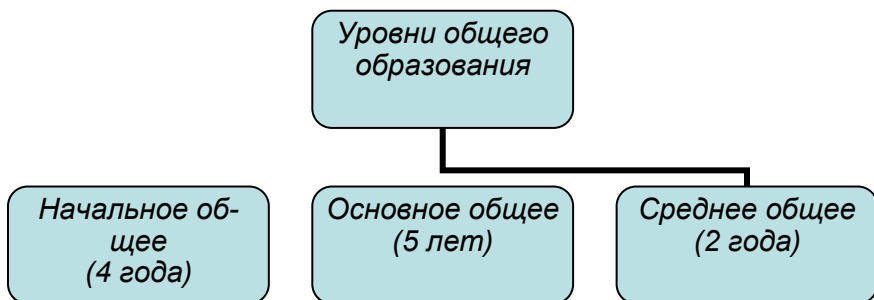 Уровни общего
образования
Начальное об-
щее
(4 года)
Основное общее
(5 лет)
Среднее общее
(2 года)